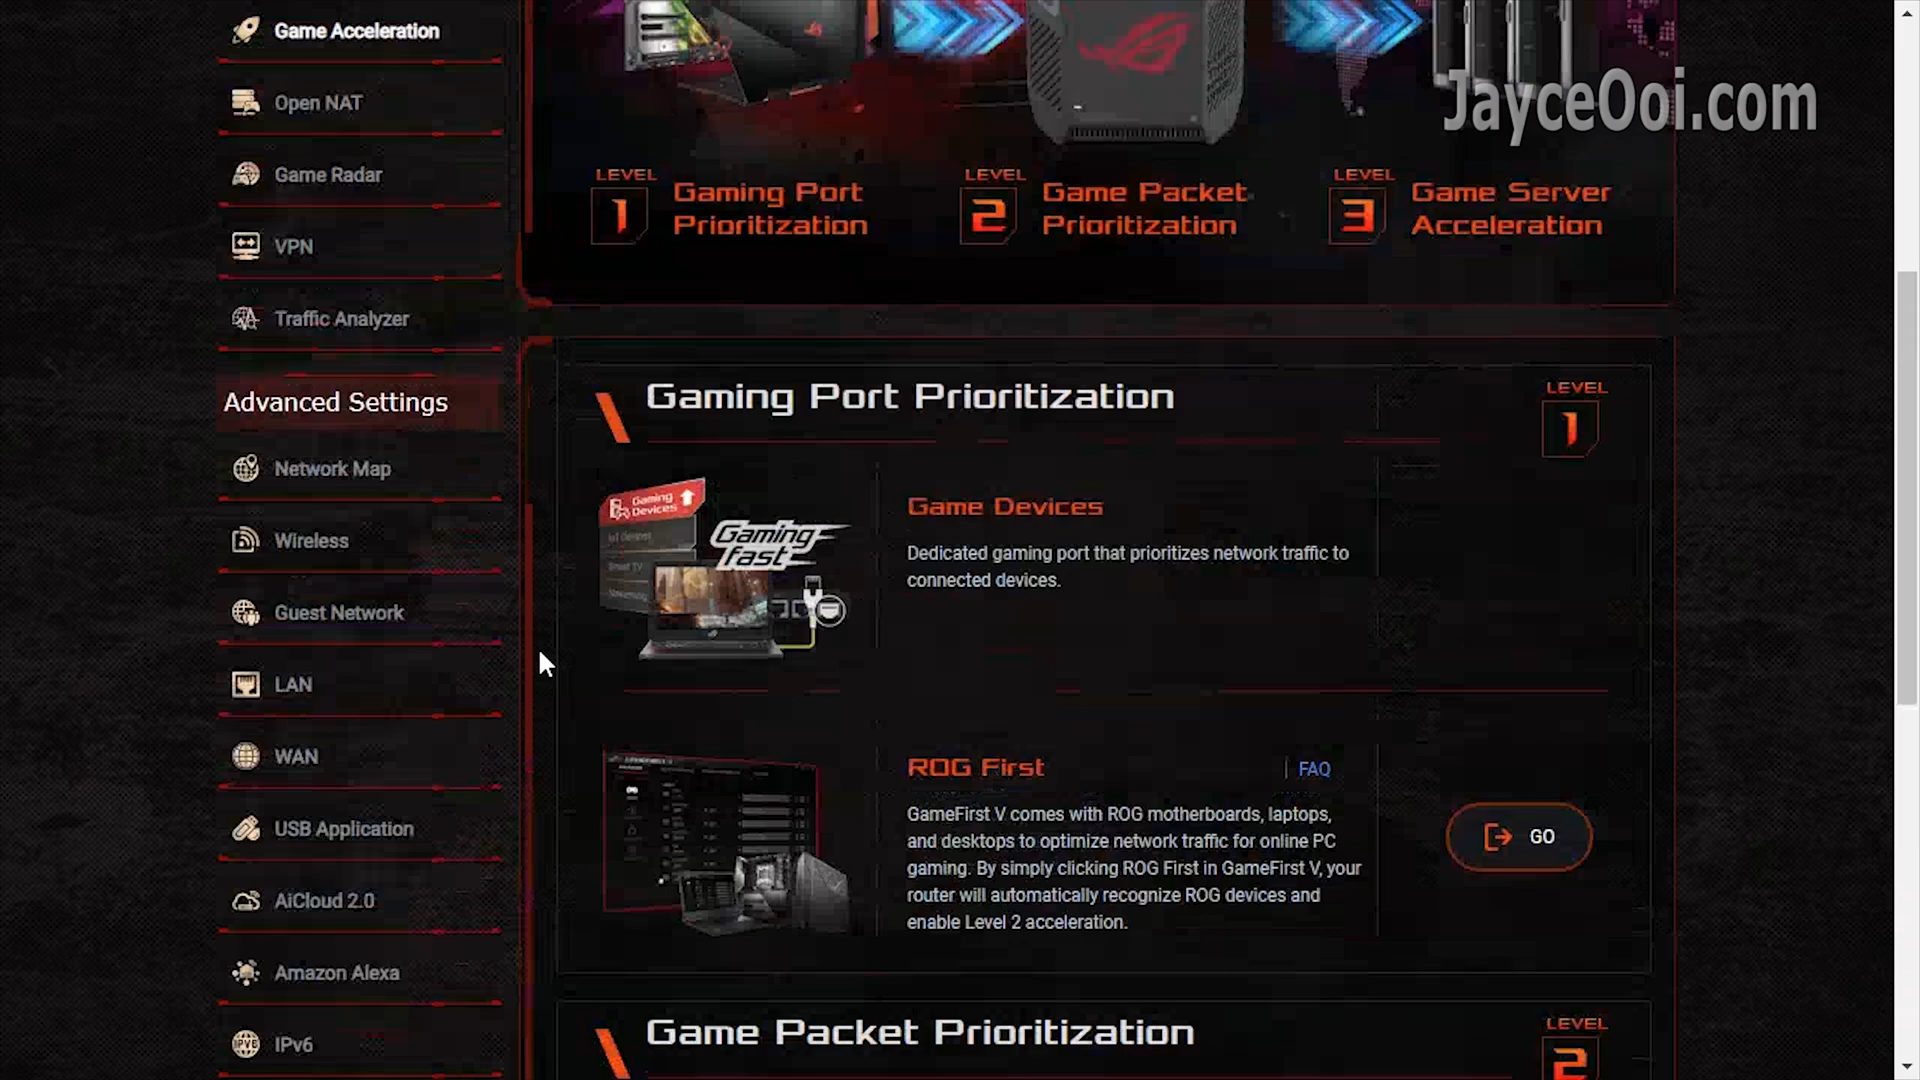 Game Acceleration
Open NAT
Game Radar
VPN
Traffic Analyzer
Advanced Settings
Network Map
Wireless
Guest Network
LAN
WAN
USB Application
AiCloud 2.0
Amazon Alexa
IPv6
JayceOoi.com
LEVEL
1
Gaming Port
Prioritization
LEVEL
2
Game Packet
Prioritization
LEVEL
3
Game Server
Acceleration
Gaming Port Prioritization
LEVEL
1
Gaming
Devices
IoT Devices
Smart TV
Streaming
Gaming
fast
Game Devices
Dedicated gaming port that prioritizes network traffic to
connected devices.
ROG First
FAQ
GameFirst V comes with ROG motherboards, laptops,
and desktops to optimize network traffic for online PC
gaming. By simply clicking ROG First in GameFirst V, your
router will automatically recognize ROG devices and
enable Level 2 acceleration.
GO
Game Packet Prioritization
LEVEL
2